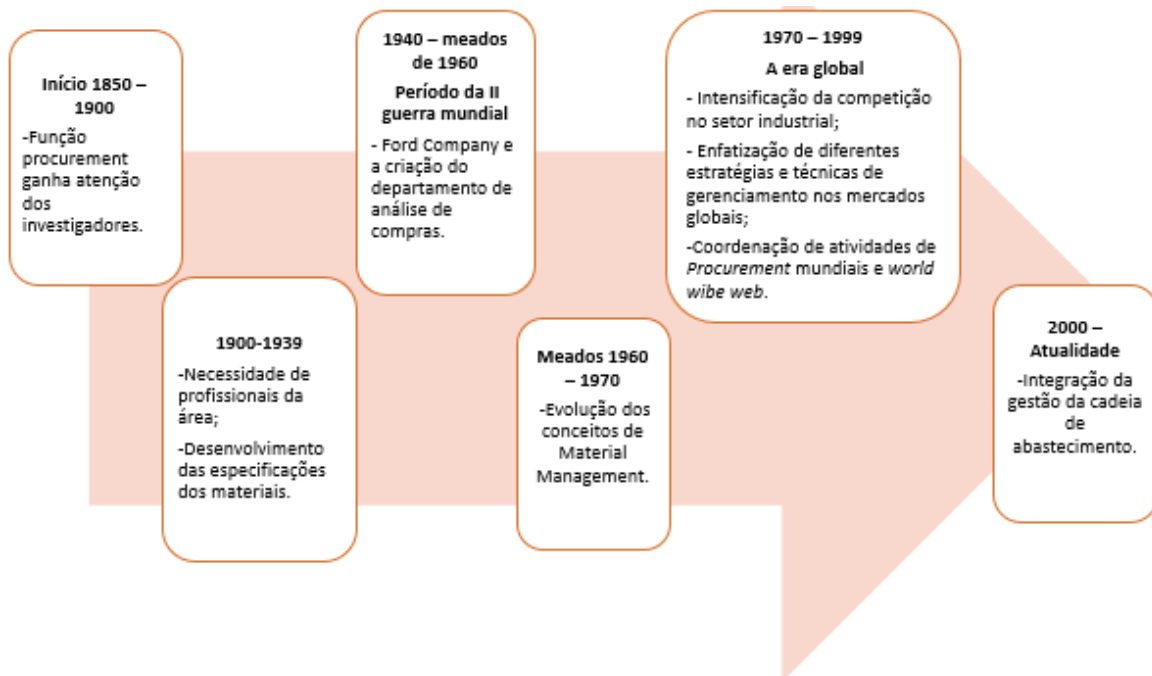 Início 1850 –
1900
-Função
procurement
ganha atenção
dos
investigadores.
1900-1939
-Necessidade de
profissionais da
área;
-Desenvolvimento
das especificações
dos materiais.
1940 – meados
de 1960
Período da II
guerra mundial
- Ford Company e
a criação do
departamento de
análise de
compras.
Meados 1960
– 1970
-Evolução dos
conceitos de
Material
Management.
1970 – 1999
A era global
- Intensificação da competição
no setor industrial;
- Enfatização de diferentes
estratégias e técnicas de
gerenciamento nos mercados
globais;
-Coordenação de atividades de
Procurement mundiais e world
wibe web.
2000 –
Atualidade
-Integração da
gestão da cadeia
de
abastecimento.